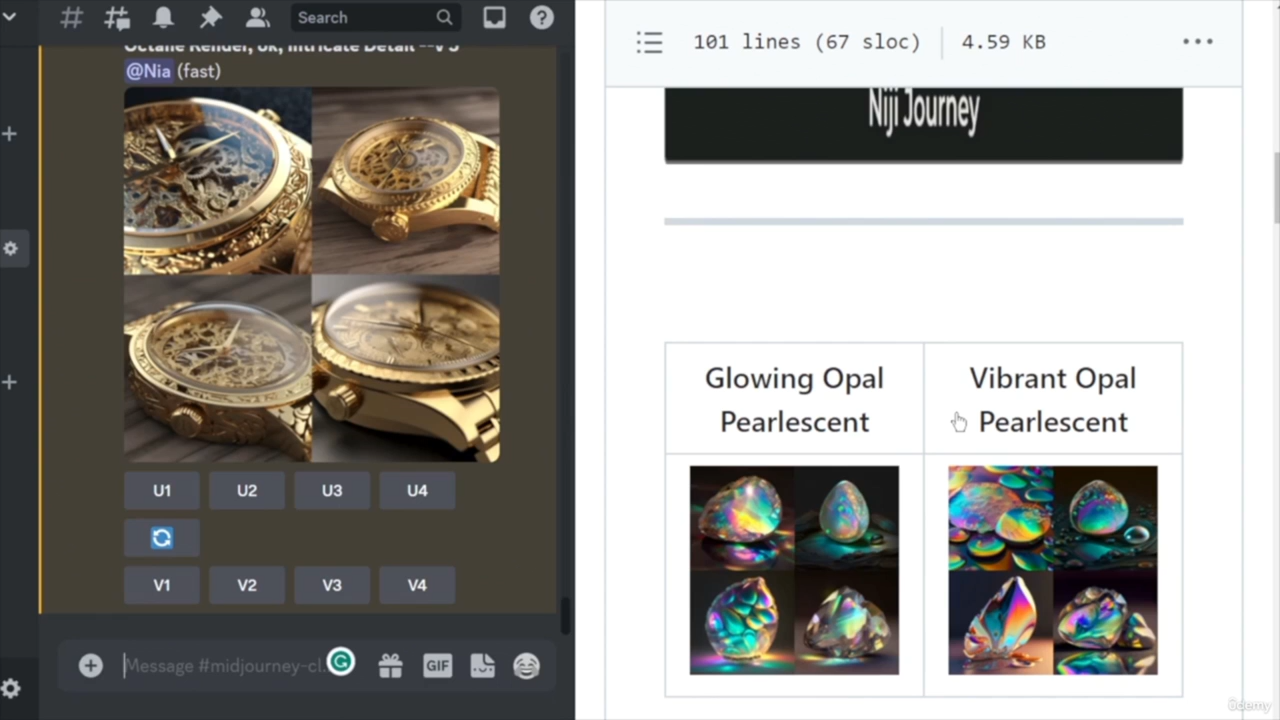 Search
Octane Render, 8k, Intricate Detail --v 5
@Nia (fast)
U1 U2 U3 U4
V1 V2 V3 V4
Message #midjourney-cl
GIF
101 lines (67 sloc) 4.59 KB
Niji Journey
Glowing Opal
Pearlescent
Vibrant Opal
Pearlescent
ûdemy